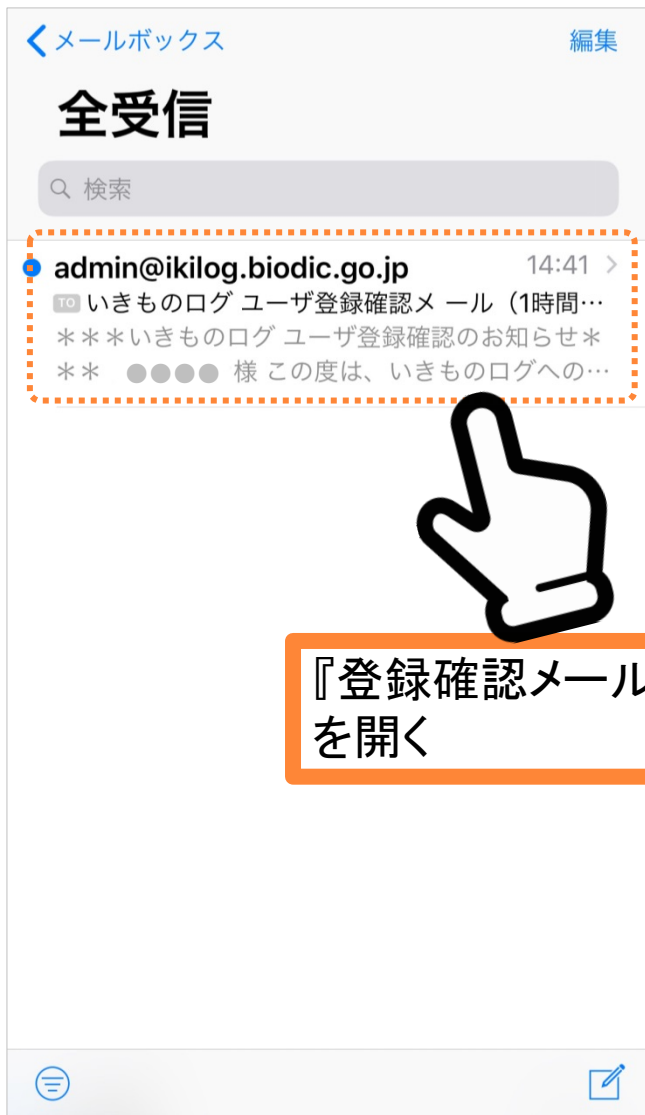 メールボックス 編集
全受信
検索
admin@ikilog.biodic.go.jp 14:41
TO いきものログ ユーザ登録確認メ ール（1時間…
＊＊＊いきものログ ユーザ登録確認のお知らせ＊
＊＊ ●●●● 様 この度は、いきものログへの…
『登録確認メール
を開く